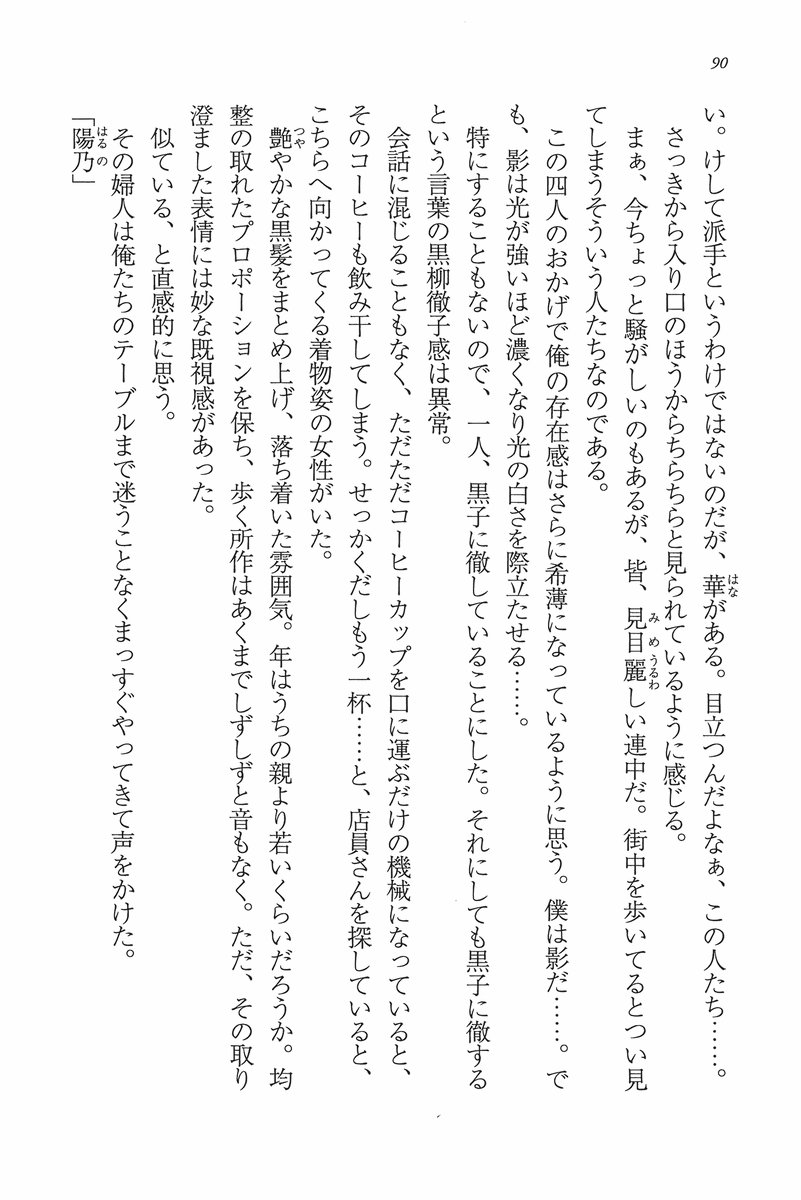 90
い。けして派手というわけではないのだが、華がある。目立つんだよなぁ、この人たち……。
さっきから入り口のほうからちらちらと見られているように感じる。
まぁ、今ちょっと騒がしいのもあるが、皆、見目麗しい連中だ。街中を歩いてるとつい見
てしまうそういう人たちなのである。
この四人のおかげで俺の存在感はさらに希薄になっているように思う。僕は影だ……。で
も、影は光が強いほど濃くなり光の白さを際立たせる……。
特にすることもないので、一人、黒子に徹していることにした。それにしても黒子に徹する
という言葉の黒柳徹子感は異常。
会話に混じることもなく、ただただコーヒーカップを口に運ぶだけの機械になっていると、
そのコーヒーも飲み干してしまう。せっかくだしもう一杯……と、店員さんを探していると、
こちらへ向かってくる着物姿の女性がいた。
艶やかな黒髪をまとめ上げ、落ち着いた雰囲気。年はうちの親より若いくらいだろうか。均
整の取れたプロポーションを保ち、歩く所作はあくまでしずしずと音もなく。ただ、その取り
澄ました表情には妙な既視感があった。
似ている、と直感的に思う。
その婦人は俺たちのテーブルまで迷うことなくまっすぐやってきて声をかけた。
「陽乃」